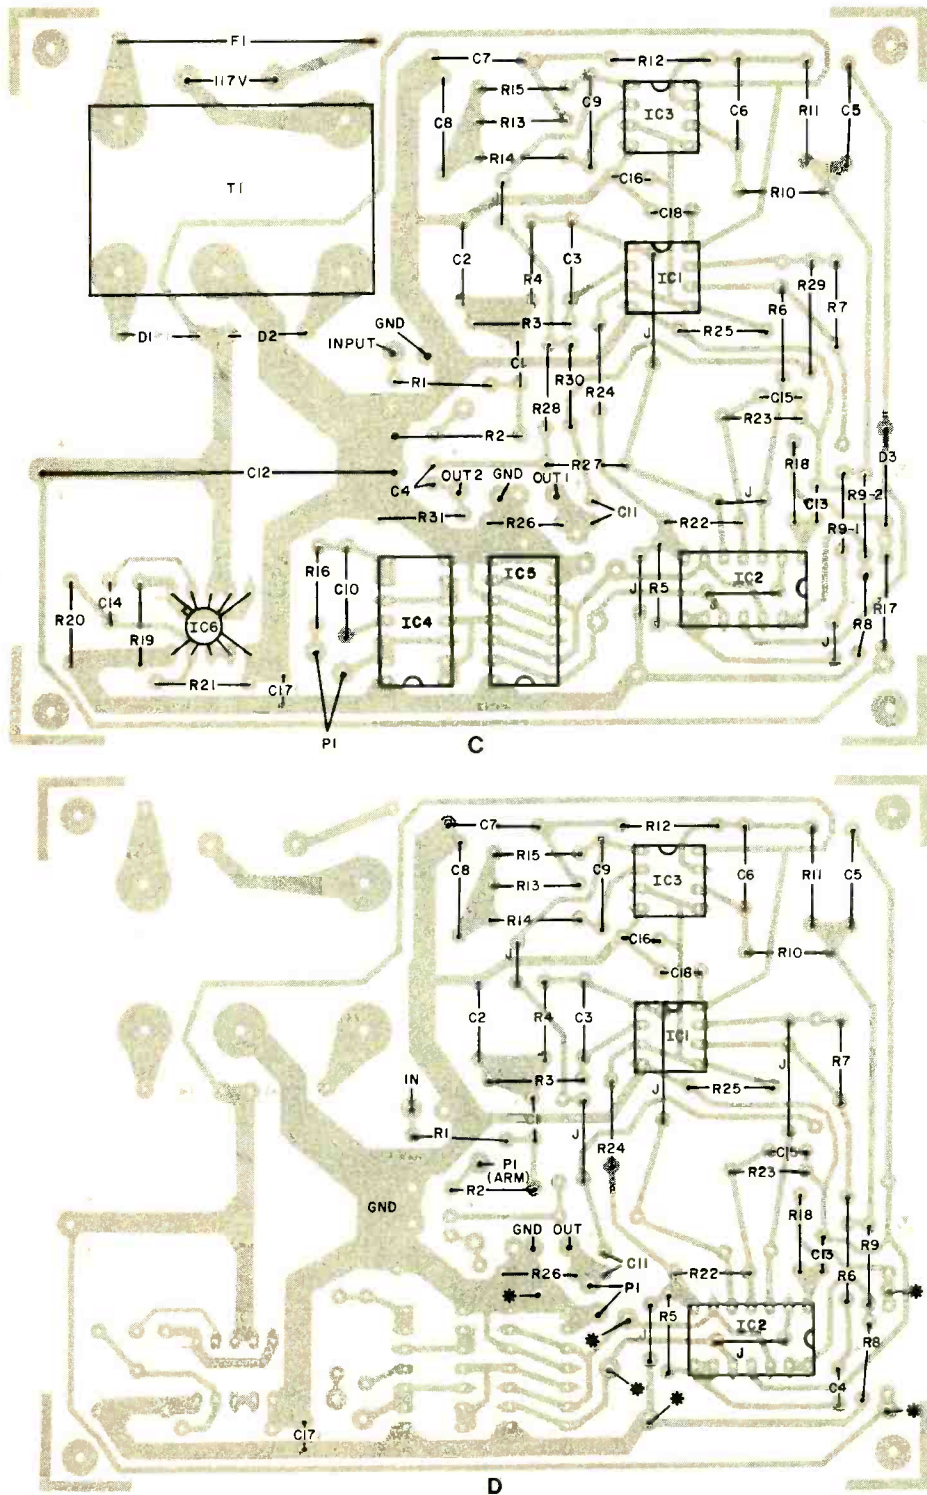 F1
117V
C7
R12
C8
R15
R13
R14
C9
IC3
C6
R11
C5
T1
C16
C18
R10
C2
R4
C3
IC1
R29
R7
R6
D1
D2
GND
INPUT
R3
J
R25
C1
R30
R24
R28
R1
C15
R23
R2
R18
D3
C12
C4
OUT2
GND
OUT1
R27
J
C13
R9-2
R31
R26
C11
R22
R9-1
R16
C10
IC5
IC4
J
R5
IC2
J
R20
C14
R19
IC6
R8
R17
J
R21
C17
P1
C
C7
R12
C8
R15
R13
R14
C9
IC3
C6
R11
C5
C16
J
C18
R10
C2
R4
C3
IC1
J
R7
IN
R3
J
R25
R1
C1
J
R24
P1
(ARM)
C15
R23
R2
GND
R18
GND
OUT
C11
C13
R9
R26
R22
R6
*
P1
*
*
J
R5
IC2
J
R8
C4
*
*
*
C17
D